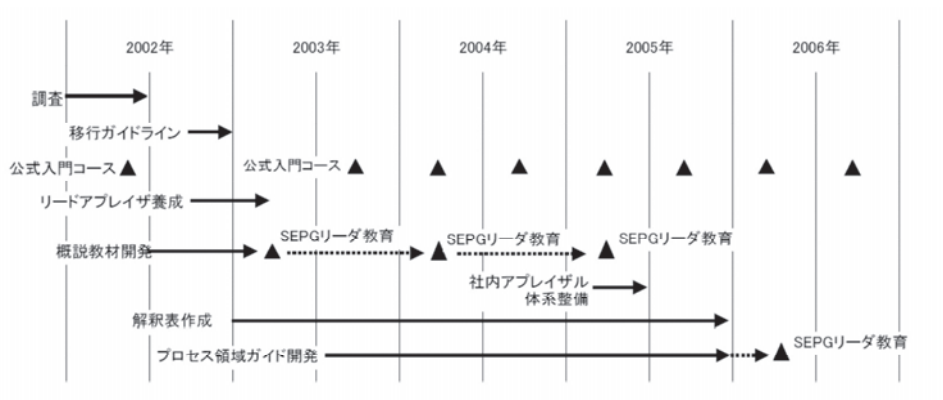 2002年
2003年
2004年
2005年
2006年
調査
移行ガイドライン
公式入門コース
公式入門コース
リードアプレイザ養成
SEPGリーダ教育
SEPGリーダ教育
SEPGリーダ教育
概説教材開発
社内アプレイザル
体系整備
解釈表作成
SEPGリーダ教育
プロセス領域ガイド開発